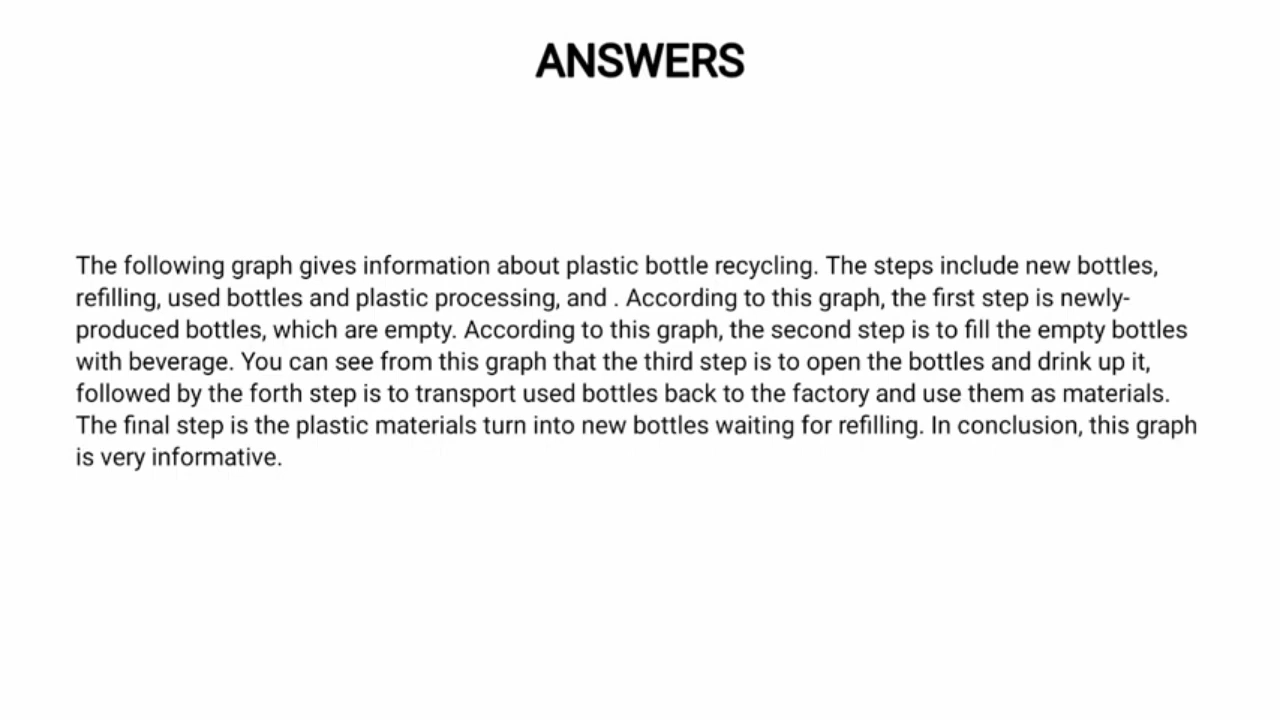 ANSWERS
The following graph gives information about plastic bottle recycling. The steps include new bottles,
refilling, used bottles and plastic processing, and . According to this graph, the first step is newly-
produced bottles, which are empty. According to this graph, the second step is to fill the empty bottles
with beverage. You can see from this graph that the third step is to open the bottles and drink up it,
followed by the forth step is to transport used bottles back to the factory and use them as materials.
The final step is the plastic materials turn into new bottles waiting for refilling. In conclusion, this graph
is very informative.